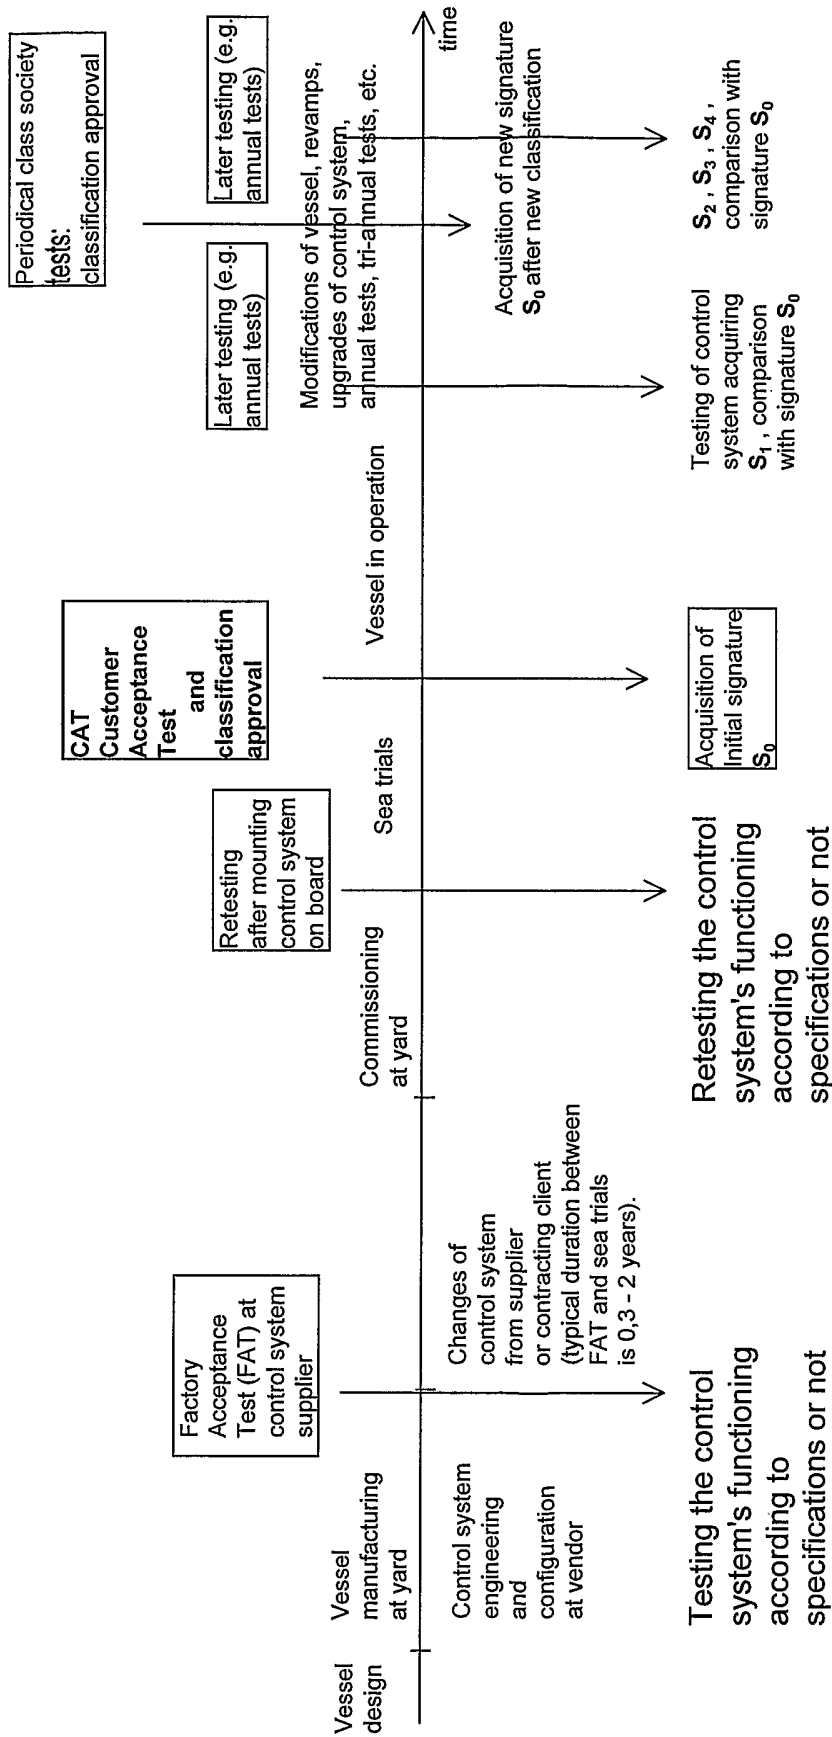 Vessel
design
Vessel
manufacturing
at yard
Control system
engineering
and
configuration
at vendor
Factory
Acceptance
Test (FAT) at
control system
supplier
Testing the control
system's functioning
according to
specifications or not
Changes of
control system
from supplier
or contracting client
(typical duration between
FAT and sea trials
is 0,3 - 2 years).
Commissioning
at yard
Retesting
after mounting
control system
on board
Retesting the control
system's functioning
according to
specifications or not
Sea trials
CAT
Customer
Acceptance
Test and
classification
approval
Acquisition of
Initial signature
S₀
Vessel in operation
Later testing (e.g.
annual tests)
Testing of control
system acquiring
S₁ , comparison
with signature S₀
Periodical class society
tests:
classification approval
Modifications of vessel, revamps,
upgrades of control system,
annual tests, tri-annual tests, etc.
Acquisition of new signature
S₀ after new classification
Later testing (e.g.
annual tests)
S₂ , S₃ , S₄ ,
comparison with
signature S₀
time